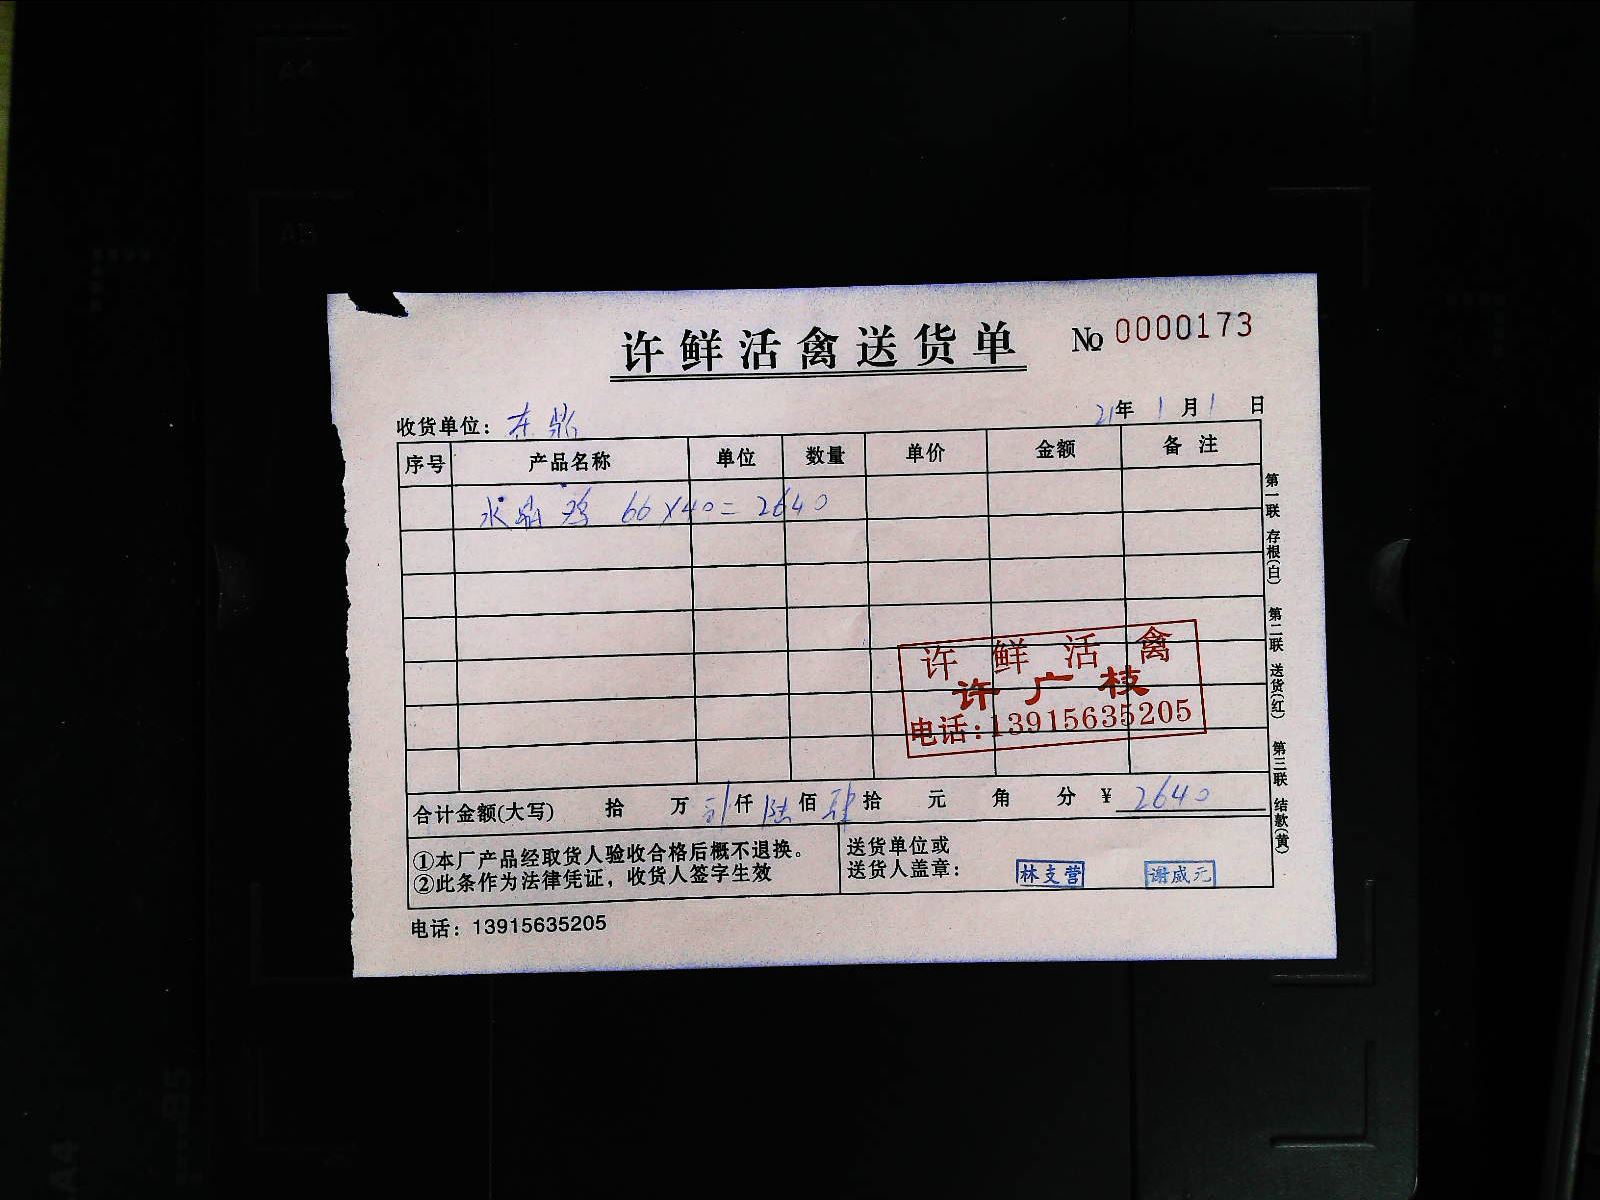 许鲜活禽送货单 № 0000173
收货单位: 东 21年 1月1日
序号 产品名称 单位 数量 单价 金额 备注
鸡 66×40=2640
许鲜活禽
许广枝
电话:13915635205
合计金额(大写) 拾 万 仟 陆 佰 肆 拾 元 角 分 ¥ 2640
①本厂产品经取货人验收合格后概不退换。
②此条作为法律凭证，收货人签字生效
送货单位或
送货人盖章: 林支营 谢威元
电话: 13915635205
第一联 存根(白) 第二联 送货(红) 第三联 结款(黄)
A4
B5
A4